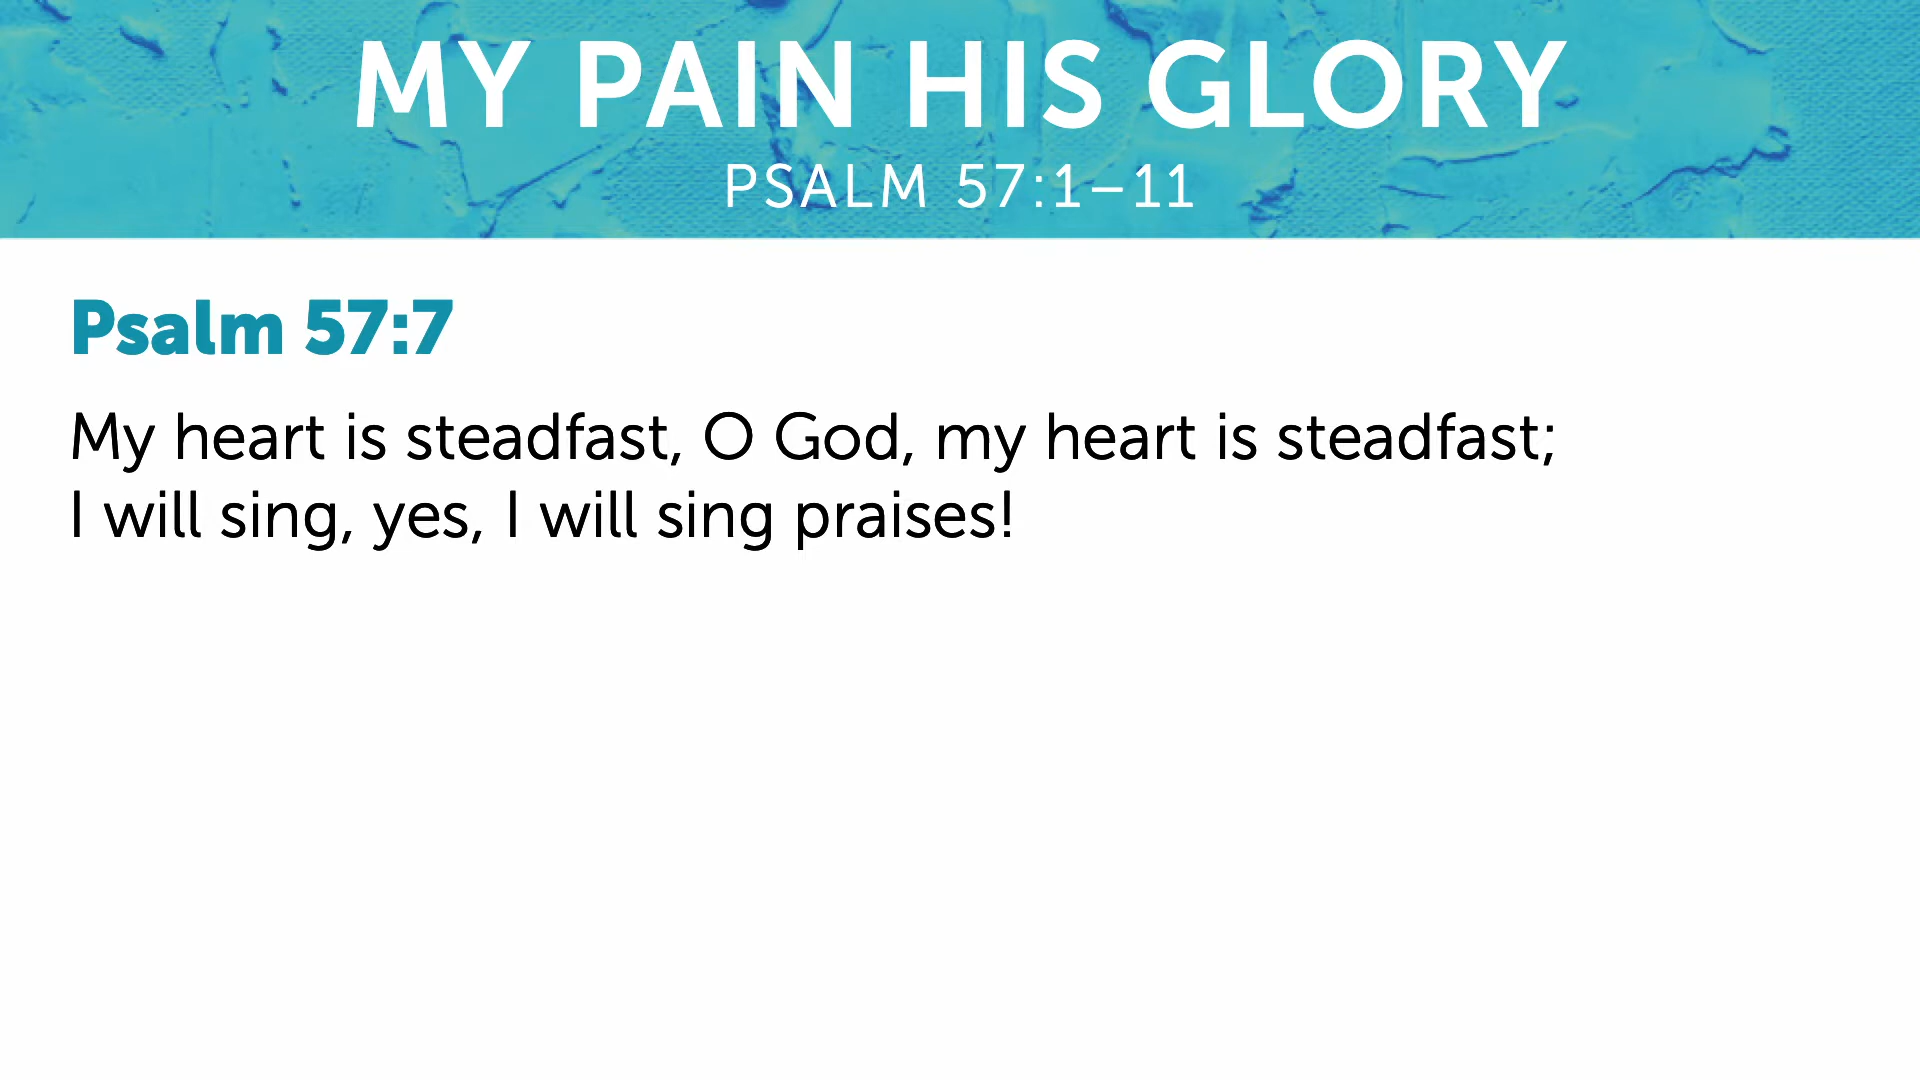 MY PAIN HIS GLORY
PSALM 57:1–11
Psalm 57:7
My heart is steadfast, O God, my heart is steadfast;
I will sing, yes, I will sing praises!